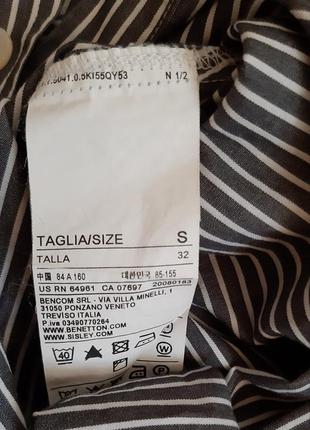 5041.0.5KI55QY53 N 1/2
TAGLIA/SIZE S
TALLA 32
中国 84 A 160 대한민국 85-155
US RN 64961 CA 07697 20080183
BENCOM SRL - VIA VILLA MINELLI, 1
31050 PONZANO VENETO
TREVISO ITALIA
P.iva 03490770264
WWW.BENETTON.COM
WWW.SISLEY.COM
40